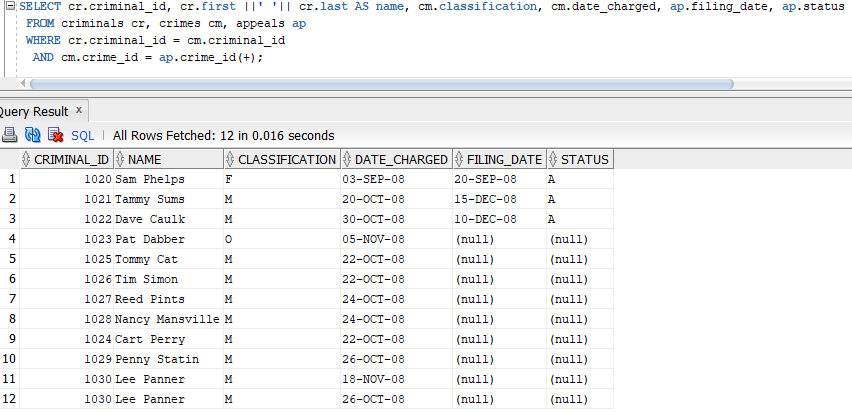 SELECT cr.criminal_id, cr.first ||' '|| cr.last AS name, cm.classification, cm.date_charged, ap.filing_date, ap.status
FROM criminals cr, crimes cm, appeals ap
WHERE cr.criminal_id = cm.criminal_id
AND cm.crime_id = ap.crime_id(+);
Query Result x
SQL | All Rows Fetched: 12 in 0.016 seconds
CRIMINAL_ID NAME CLASSIFICATION DATE_CHARGED FILING_DATE STATUS
1 1020 Sam Phelps F 03-SEP-08 20-SEP-08 A
2 1021 Tammy Sums M 20-OCT-08 15-DEC-08 A
3 1022 Dave Caulk M 30-OCT-08 10-DEC-08 A
4 1023 Pat Dabber O 05-NOV-08 (null) (null)
5 1025 Tommy Cat M 22-OCT-08 (null) (null)
6 1026 Tim Simon M 22-OCT-08 (null) (null)
7 1027 Reed Pints M 24-OCT-08 (null) (null)
8 1028 Nancy Mansville M 24-OCT-08 (null) (null)
9 1024 Cart Perry M 22-OCT-08 (null) (null)
10 1029 Penny Statin M 26-OCT-08 (null) (null)
11 1030 Lee Panner M 18-NOV-08 (null) (null)
12 1030 Lee Panner M 26-OCT-08 (null) (null)